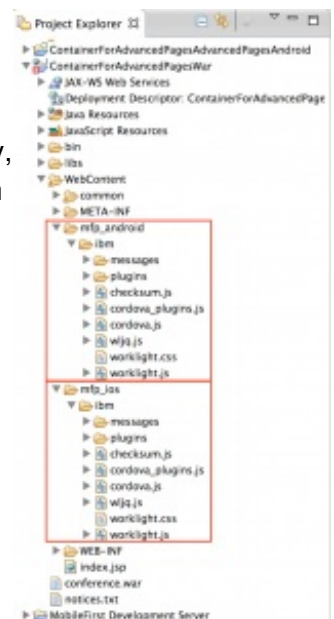 Project Explorer
ContainerForAdvancedPagesAdvancedPagesAndroid
ContainerForAdvancedPagesWar
JAX-WS Web Services
Deployment Descriptor: ContainerForAdvancedPage
Java Resources
JavaScript Resources
bin
libs
WebContent
common
META-INF
mfp_android
ibm
messages
plugins
checksum.js
cordova_plugins.js
cordova.js
wljq.js
worklight.css
worklight.js
mfp_ios
ibm
messages
plugins
checksum.js
cordova_plugins.js
cordova.js
wljq.js
worklight.css
worklight.js
WEB-INF
index.jsp
conference.war
notices.txt
MobileFirst Development Server